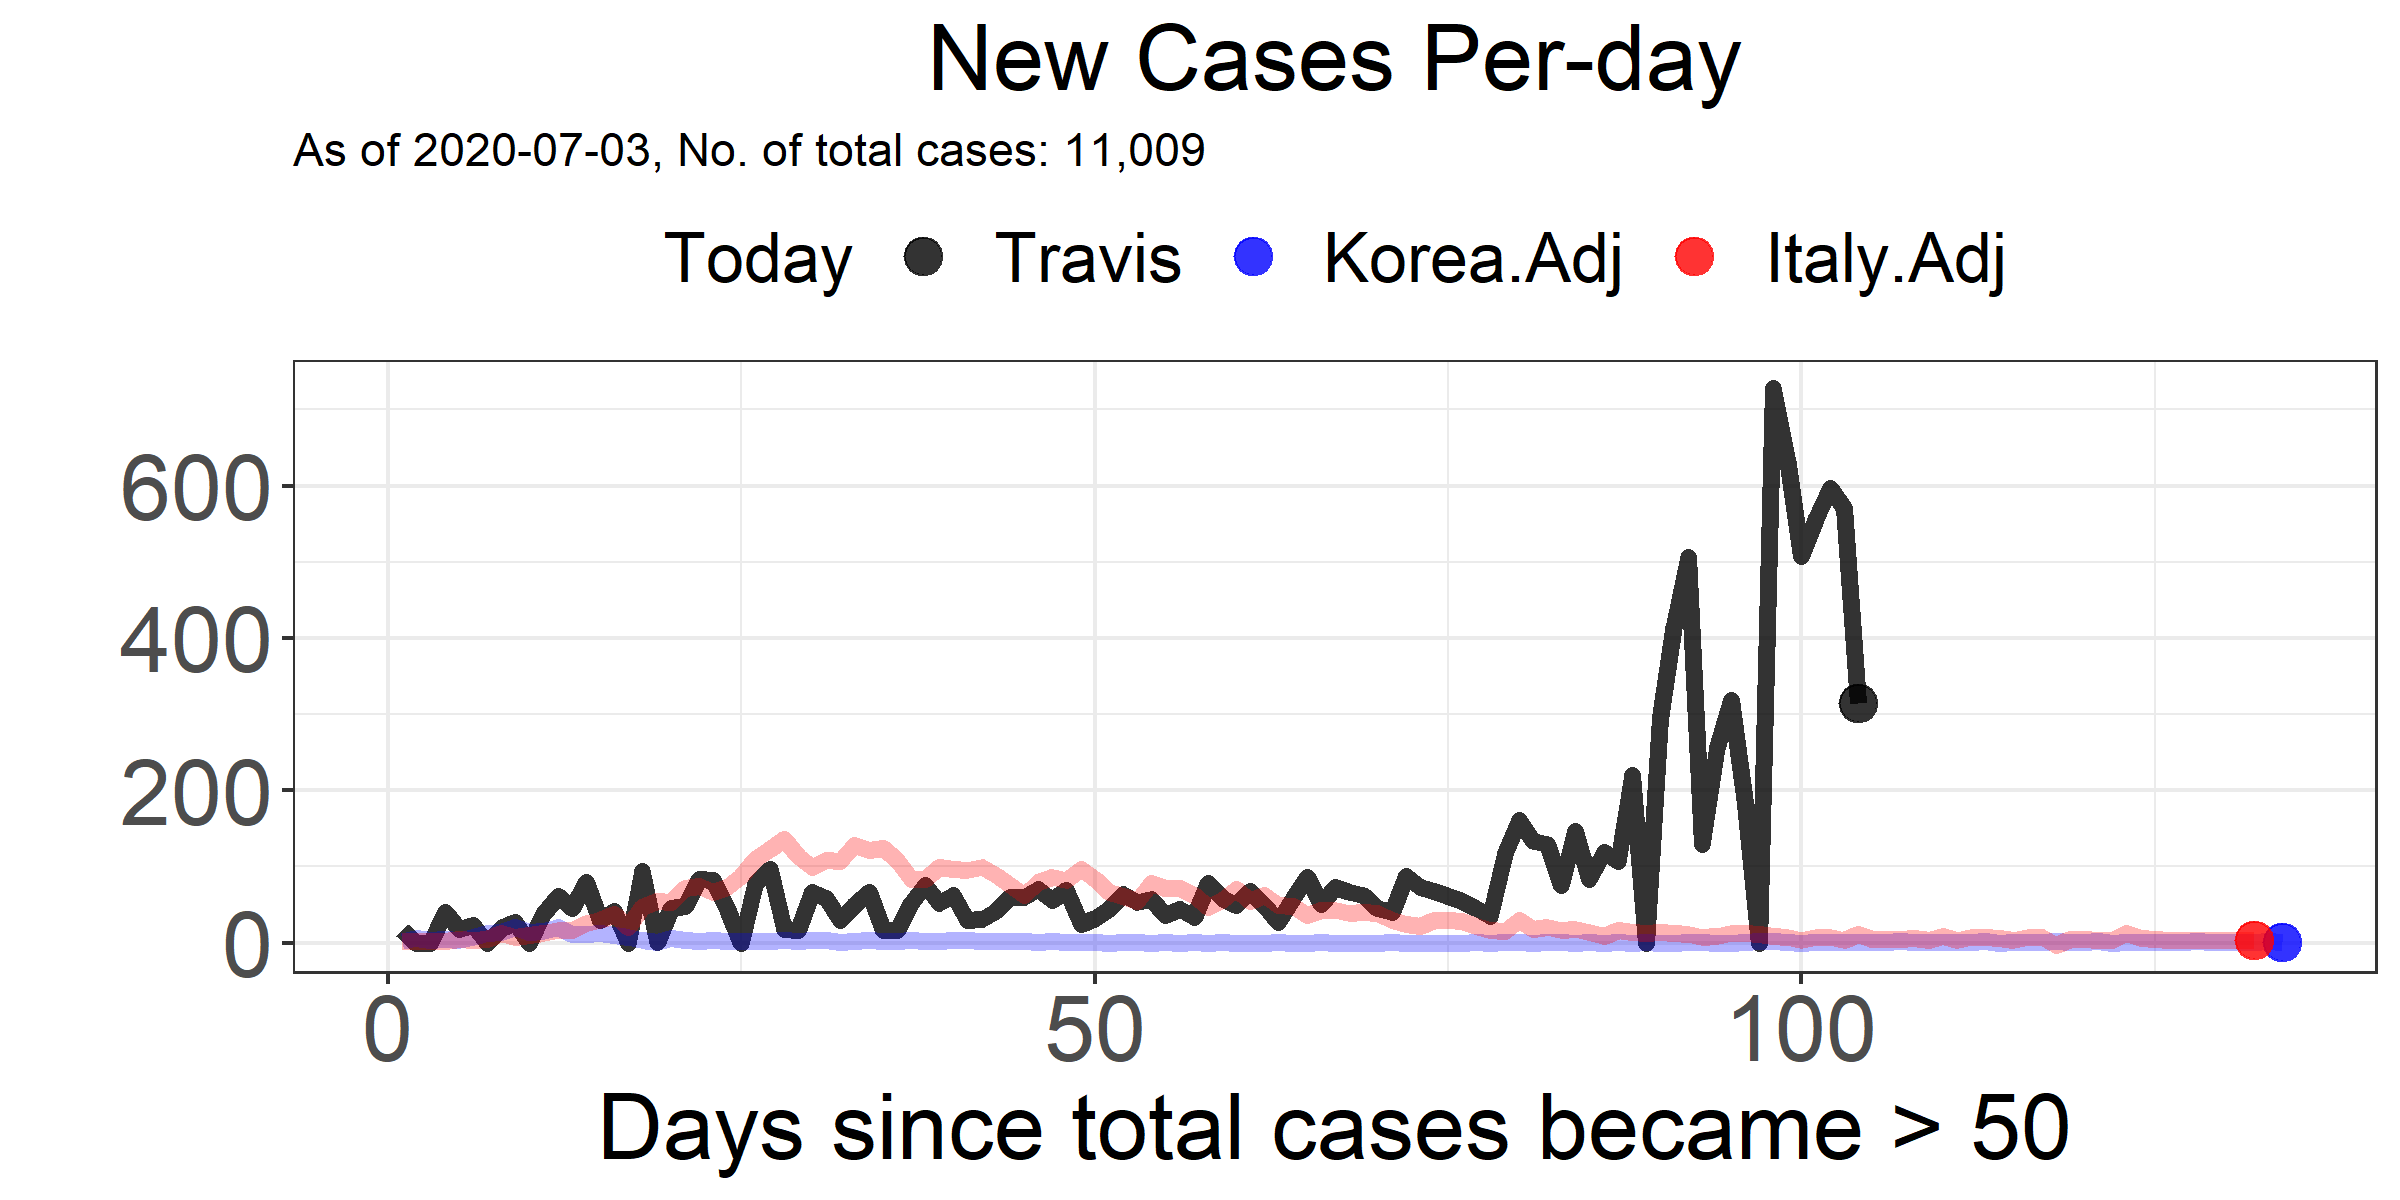 New Cases Per-day
As of 2020-07-03, No. of total cases: 11,009
Today Travis Korea.Adj Italy.Adj
600
400
200
0
0 50 100
Days since total cases became > 50